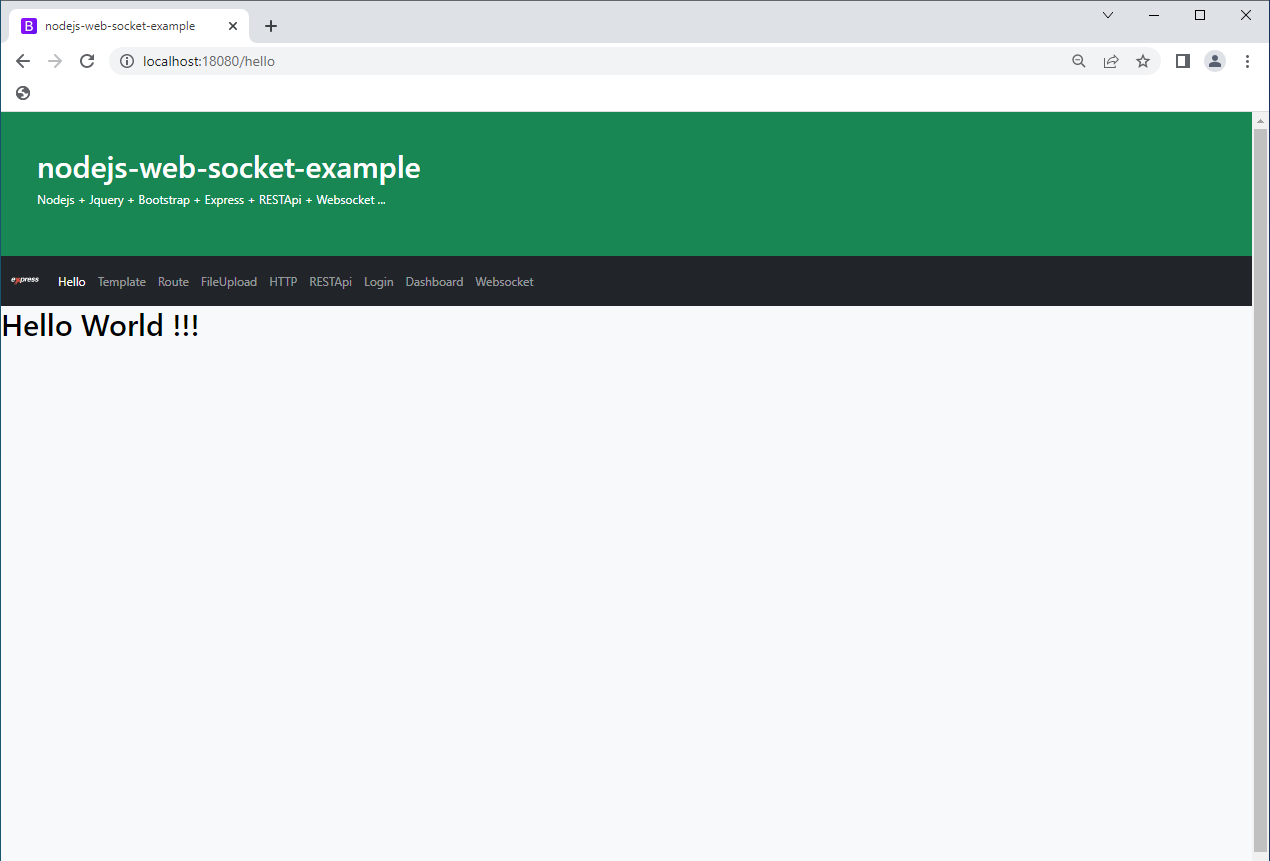 B nodejs-web-socket-example
localhost:18080/hello
nodejs-web-socket-example
Nodejs + Jquery + Bootstrap + Express + RESTApi + Websocket ...
express Hello Template Route FileUpload HTTP RESTApi Login Dashboard Websocket
Hello World !!!